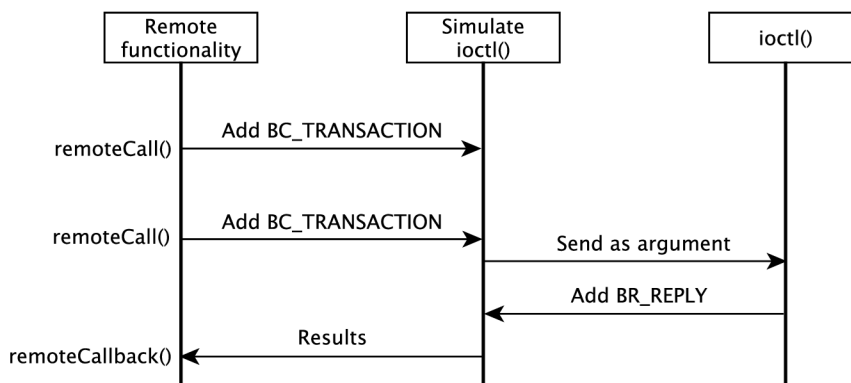 Remote
functionality
Simulate
ioctl()
ioctl()
Add BC_TRANSACTION
remoteCall()
Add BC_TRANSACTION
remoteCall()
Send as argument
Add BR_REPLY
Results
remoteCallback()